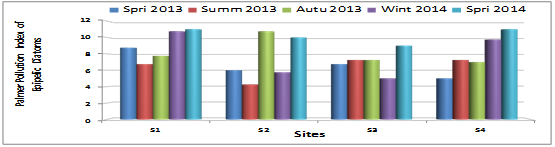 Spri 2013 Summ 2013 Autu 2013 Wint 2014 Spri 2014
Palmer Pollution Index of
Epipelic Diatoms
12
10
8
6
4
2
0
S1 S2 S3 S4
Sites